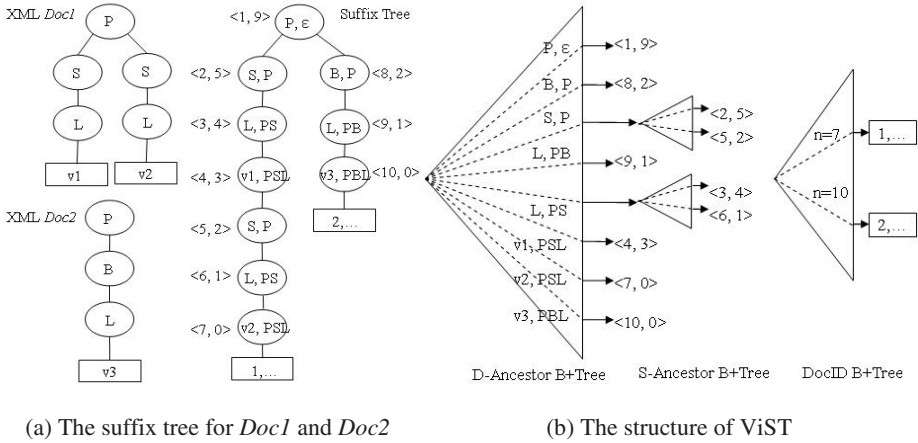 XML Doc1
P
S
S
L
L
v1
v2
XML Doc2
P
B
L
v3
Suffix Tree
<1, 9>
P, ε
<2, 5>
S, P
B, P
<8, 2>
<3, 4>
L, PS
L, PB
<9, 1>
<4, 3>
v1, PSL
v3, PBL
<10, 0>
<5, 2>
S, P
2,...
<6, 1>
L, PS
<7, 0>
v2, PSL
1,...
P, ε
<1, 9>
B, P
<8, 2>
S, P
<2, 5>
<5, 2>
L, PB
<9, 1>
L, PS
<3, 4>
<6, 1>
v1, PSL
<4, 3>
v2, PSL
<7, 0>
v3, PBL
<10, 0>
n=7
1,...
n=10
2,...
D-Ancestor B+Tree
S-Ancestor B+Tree
DocID B+Tree
(a) The suffix tree for Doc1 and Doc2
(b) The structure of ViST